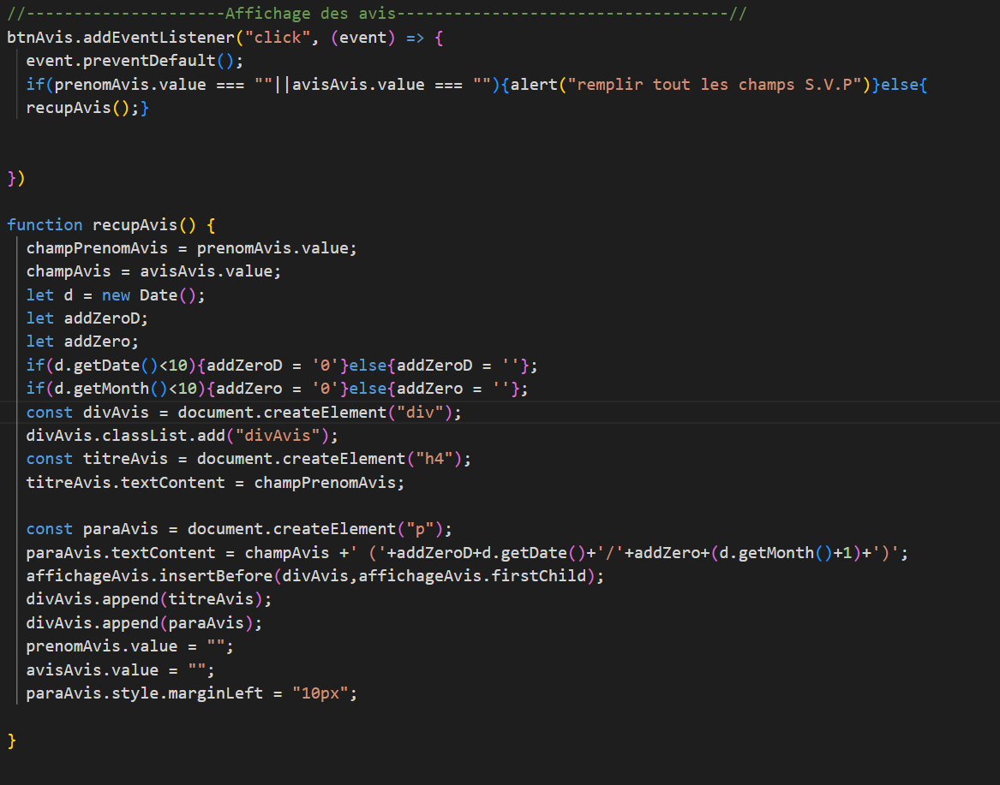 //---------------------Affichage des avis-----------------------------------//
btnAvis.addEventListener("click", (event) => {
  event.preventDefault();
  if(prenomAvis.value === ""||avisAvis.value === ""){alert("remplir tout les champs S.V.P")}else{
  recupAvis();}
})
function recupAvis() {
  champPrenomAvis = prenomAvis.value;
  champAvis = avisAvis.value;
  let d = new Date();
  let addZeroD;
  let addZero;
  if(d.getDate()<10){addZeroD = '0'}else{addZeroD = ''};
  if(d.getMonth()<10){addZero = '0'}else{addZero = ''};
  const divAvis = document.createElement("div");
  divAvis.classList.add("divAvis");
  const titreAvis = document.createElement("h4");
  titreAvis.textContent = champPrenomAvis;
  const paraAvis = document.createElement("p");
  paraAvis.textContent = champAvis +' ('+addZeroD+d.getDate()+'/'+addZero+(d.getMonth()+1)+')';
  affichageAvis.insertBefore(divAvis,affichageAvis.firstChild);
  divAvis.append(titreAvis);
  divAvis.append(paraAvis);
  prenomAvis.value = "";
  avisAvis.value = "";
  paraAvis.style.marginLeft = "10px";
}